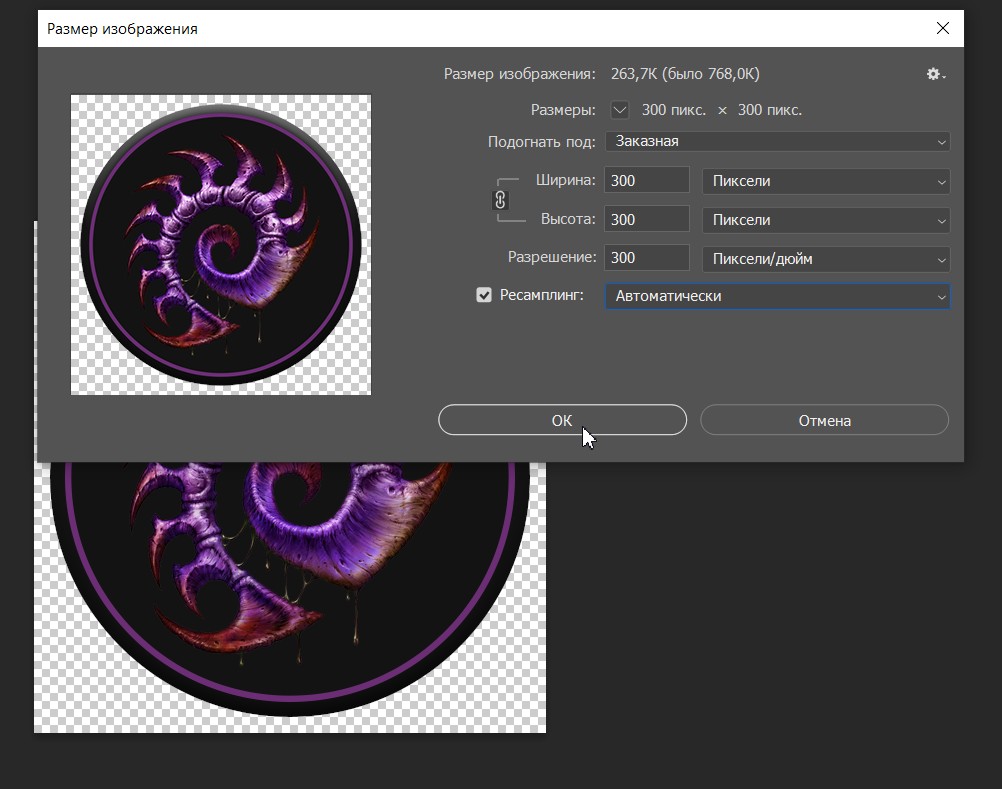 Размер изображения
Размер изображения: 263,7K (было 768,0K)
Размеры: 300 пикс. × 300 пикс.
Подогнать под: Заказная
Ширина: 300 Пиксели
Высота: 300 Пиксели
Разрешение: 300 Пиксели/дюйм
Ресамплинг: Автоматически
ОК Отмена